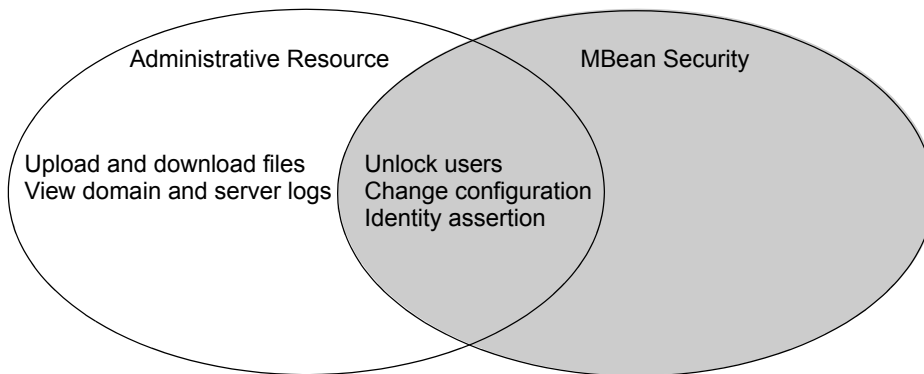 Administrative Resource
MBean Security
Upload and download files
View domain and server logs
Unlock users
Change configuration
Identity assertion